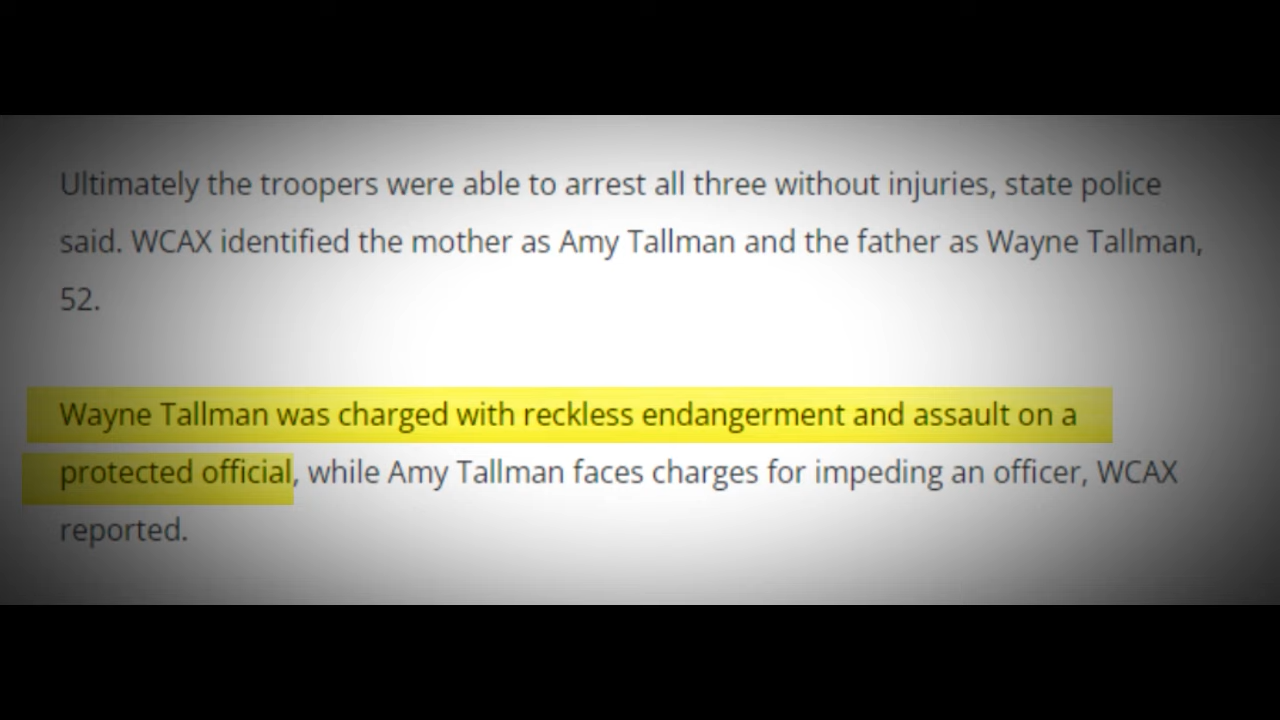 Ultimately the troopers were able to arrest all three without injuries, state police
said. WCAX identified the mother as Amy Tallman and the father as Wayne Tallman,
52.
Wayne Tallman was charged with reckless endangerment and assault on a
protected official, while Amy Tallman faces charges for impeding an officer, WCAX
reported.